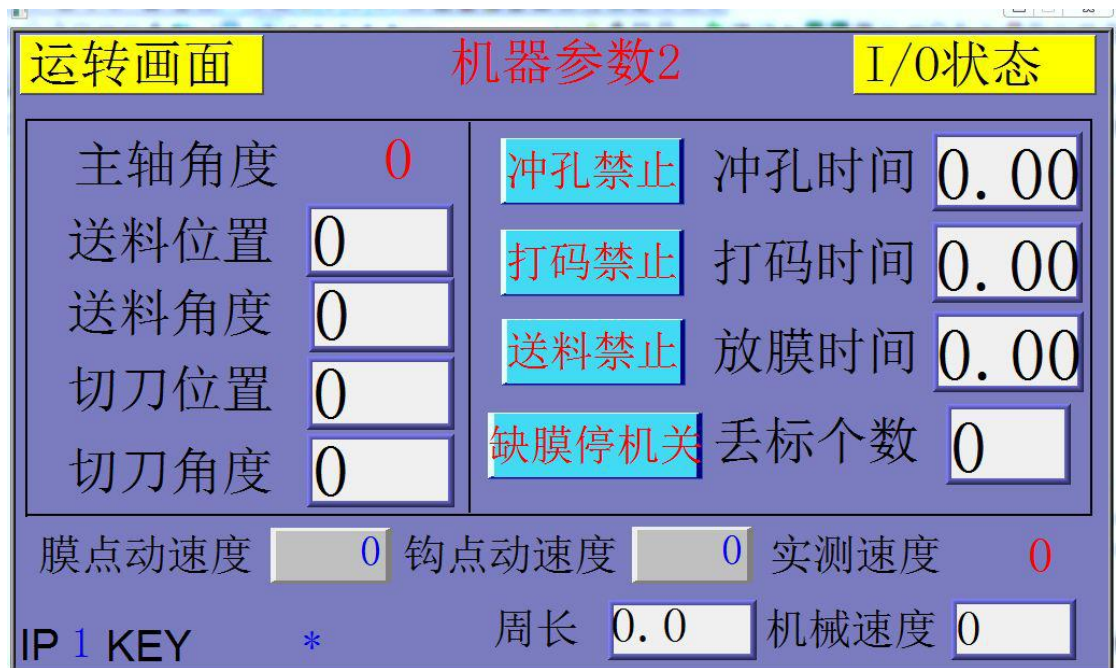 运转画面 机器参数2 I/O状态
主轴角度 0 冲孔禁止 冲孔时间 0.00
送料位置 0 打码禁止 打码时间 0.00
送料角度 0 送料禁止 放膜时间 0.00
切刀位置 0 缺膜停机关 丢标个数 0
切刀角度 0
膜点动速度 0 钩点动速度 0 实测速度 0
周长 0.0 机械速度 0
IP 1 KEY *